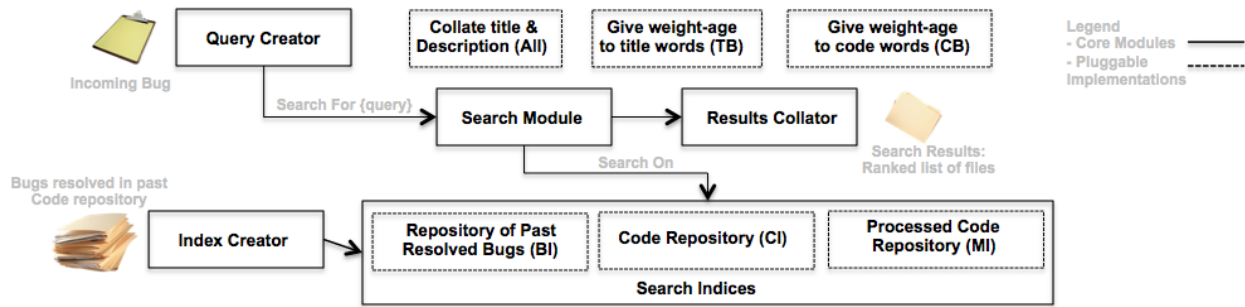 Query Creator
Collate title &
Description (All)
Give weight-age
to title words (TB)
Give weight-age
to code words (CB)
Legend
- Core Modules
- Pluggable
Implementations
Incoming Bug
Search For {query}
Search Module
Results Collator
Search Results:
Ranked list of files
Search On
Bugs resolved in past
Code repository
Index Creator
Repository of Past
Resolved Bugs (BI)
Code Repository (CI)
Processed Code
Repository (MI)
Search Indices